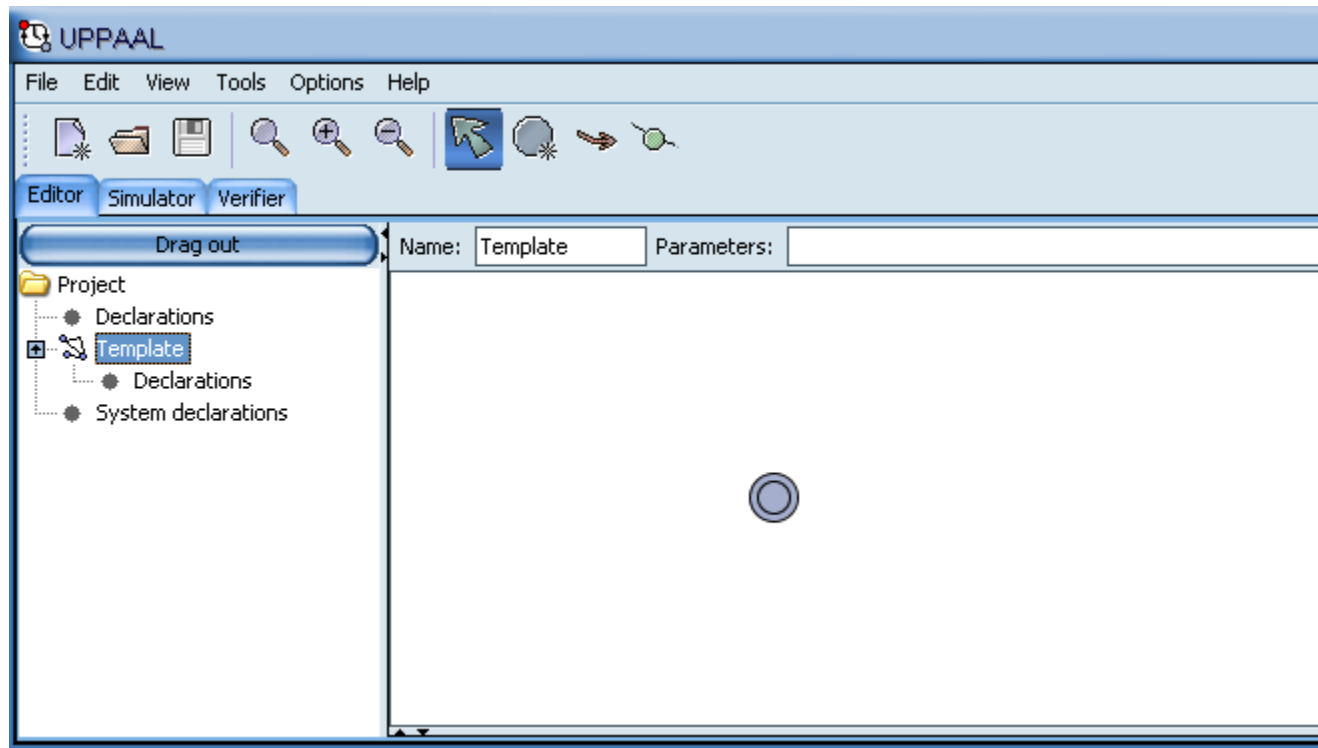 UPPAAL
File Edit View Tools Options Help
Editor Simulator Verifier
Drag out
Name: Template Parameters:
Project
Declarations
Template
Declarations
System declarations